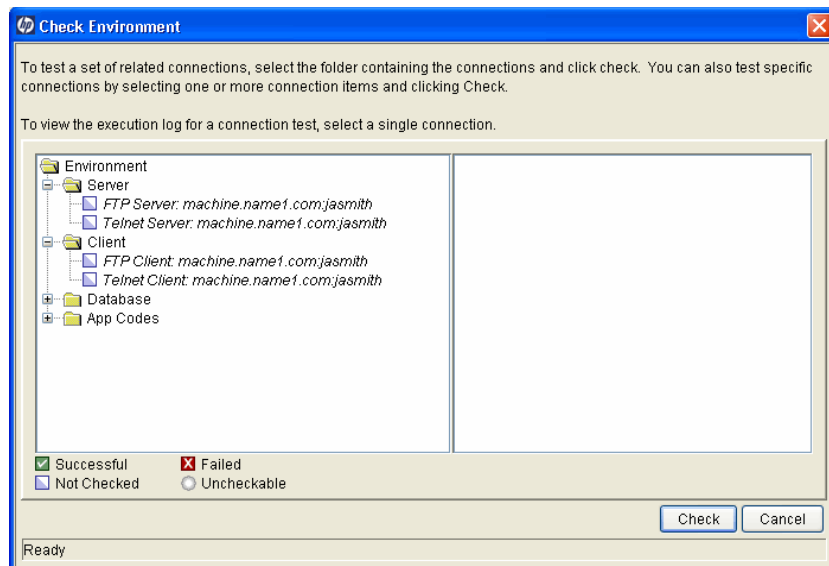 hp Check Environment
To test a set of related connections, select the folder containing the connections and click check. You can also test specific
connections by selecting one or more connection items and clicking Check.
To view the execution log for a connection test, select a single connection.
Environment
Server
FTP Server: machine.name1.com:jasmith
Telnet Server: machine.name1.com:jasmith
Client
FTP Client: machine.name1.com:jasmith
Telnet Client: machine.name1.com:jasmith
Database
App Codes
Successful Failed
Not Checked Uncheckable
Check Cancel
Ready